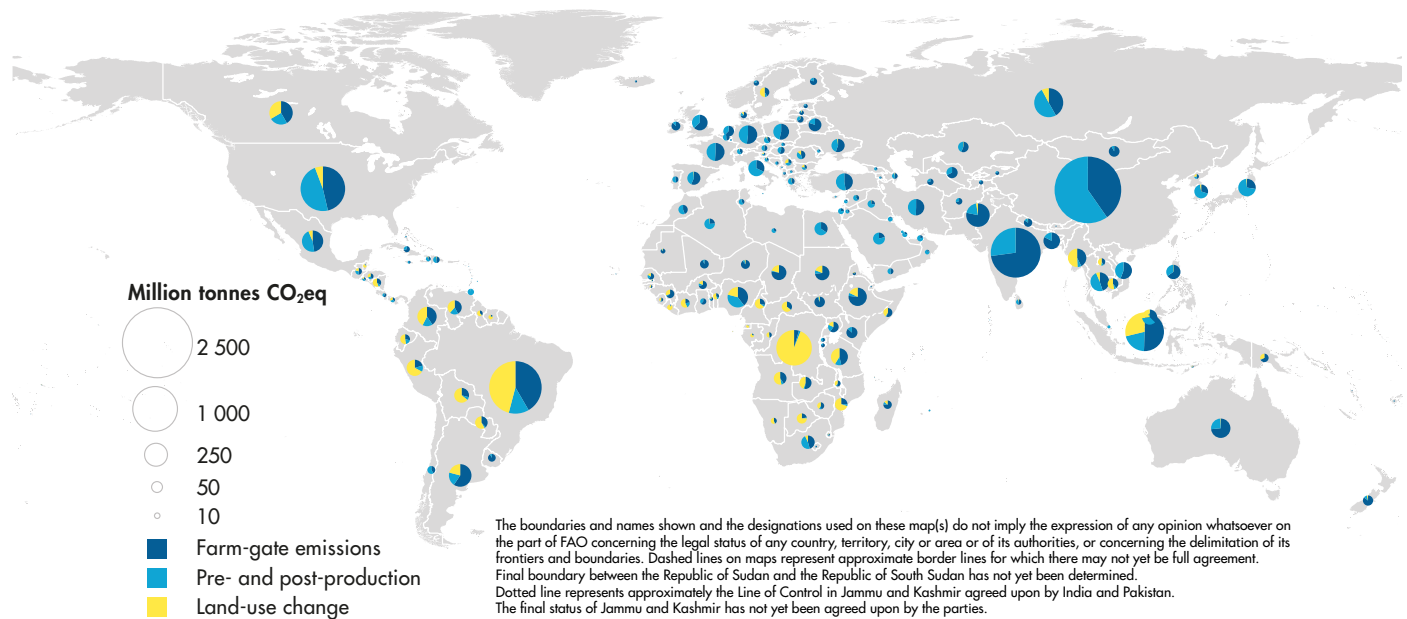 Million tonnes CO₂eq
2 500
1 000
250
50
10
Farm-gate emissions
Pre- and post-production
Land-use change
The boundaries and names shown and the designations used on these map(s) do not imply the expression of any opinion whatsoever on
the part of FAO concerning the legal status of any country, territory, city or area or of its authorities, or concerning the delimitation of its
frontiers and boundaries. Dashed lines on maps represent approximate border lines for which there may not yet be full agreement.
Final boundary between the Republic of Sudan and the Republic of South Sudan has not yet been determined.
Dotted line represents approximately the Line of Control in Jammu and Kashmir agreed upon by India and Pakistan.
The final status of Jammu and Kashmir has not yet been agreed upon by the parties.